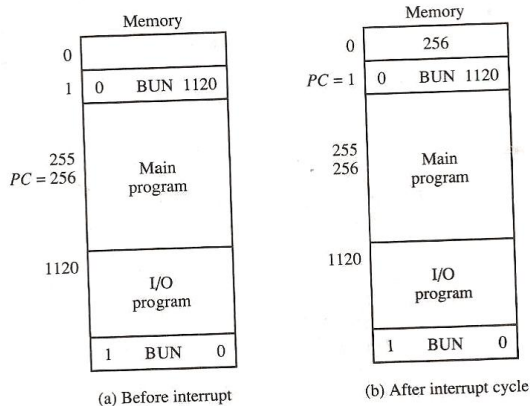 Memory
0
1 0 BUN 1120
255
PC = 256
Main
program
1120
I/O
program
1 BUN 0
(a) Before interrupt
Memory
0 256
PC = 1 0 BUN 1120
255
256
Main
program
1120
I/O
program
1 BUN 0
(b) After interrupt cycle